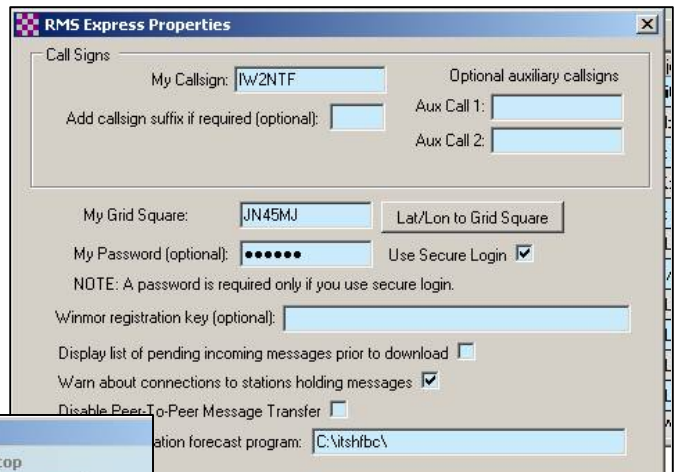 RMS Express Properties
Call Signs
My Callsign: IW2NTF
Optional auxiliary callsigns
Add callsign suffix if required (optional):
Aux Call 1:
Aux Call 2:
My Grid Square: JN45MJ Lat/Lon to Grid Square
My Password (optional): •••••• Use Secure Login
NOTE: A password is required only if you use secure login.
Winmor registration key (optional):
Display list of pending incoming messages prior to download
Warn about connections to stations holding messages
Disable Peer-To-Peer Message Transfer
ation forecast program: C:\itshfbc\
top